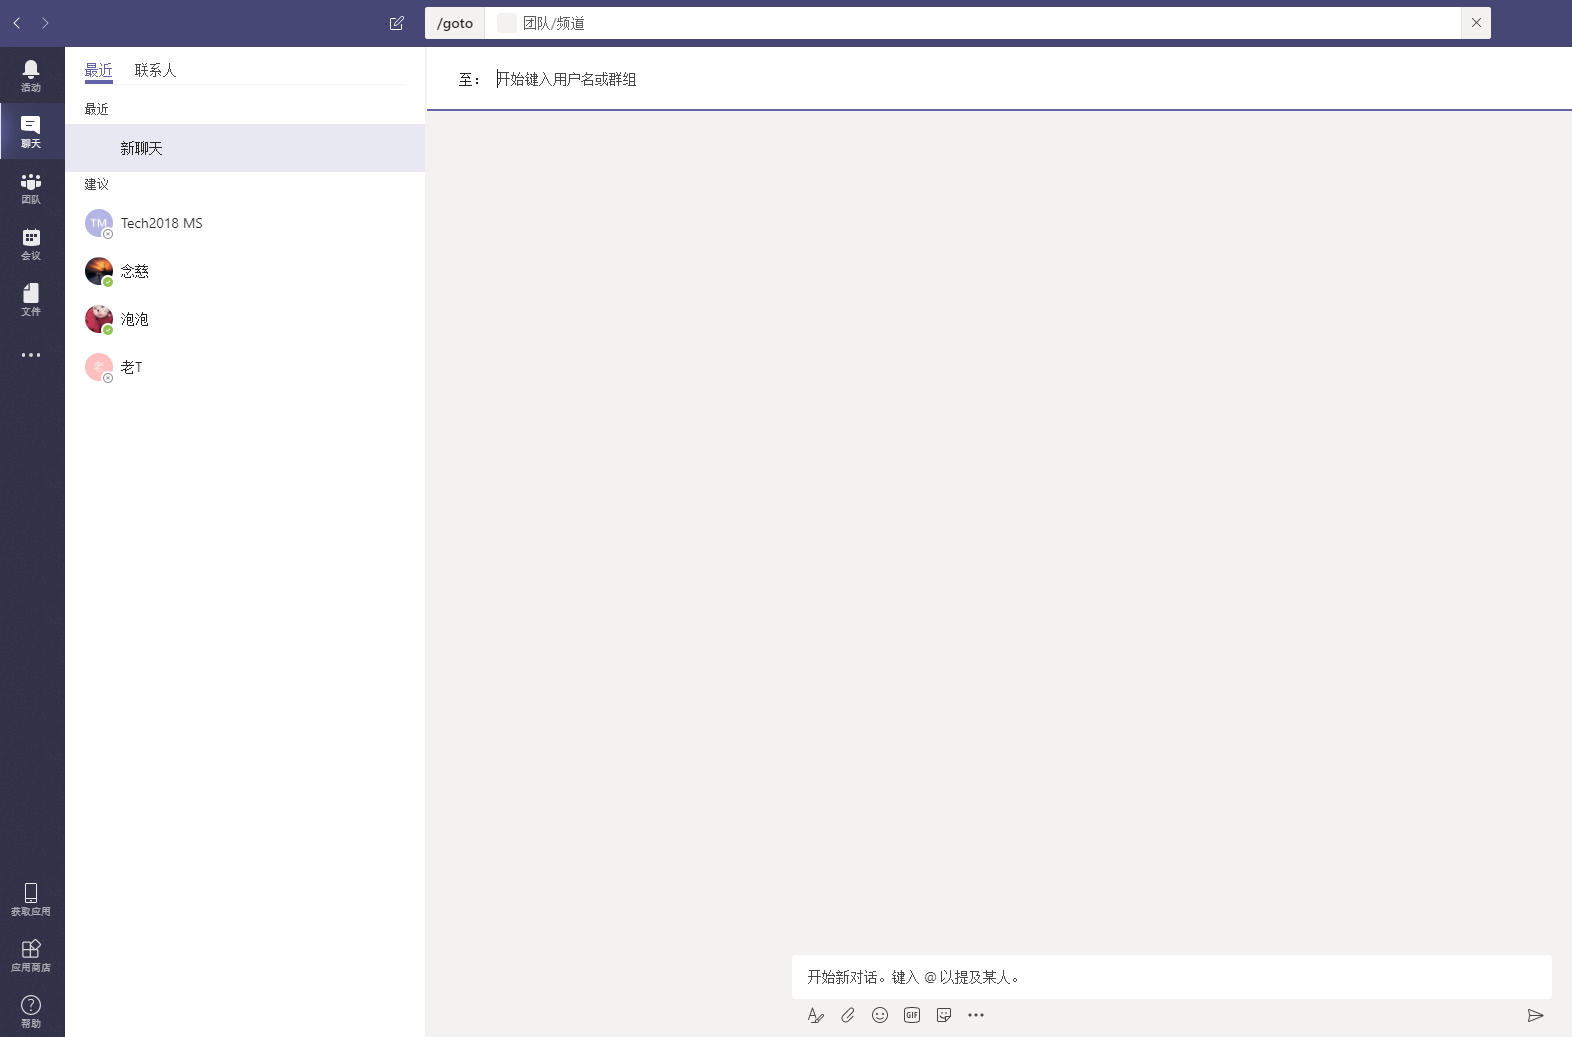 /goto 团队/频道
活动
聊天
团队
会议
文件
获取应用
应用商店
帮助
最近 联系人
最近
新聊天
建议
TM Tech2018 MS
念慈
泡泡
老 老T
至： 开始键入用户名或群组
开始新对话。键入 @ 以提及某人。
GIF